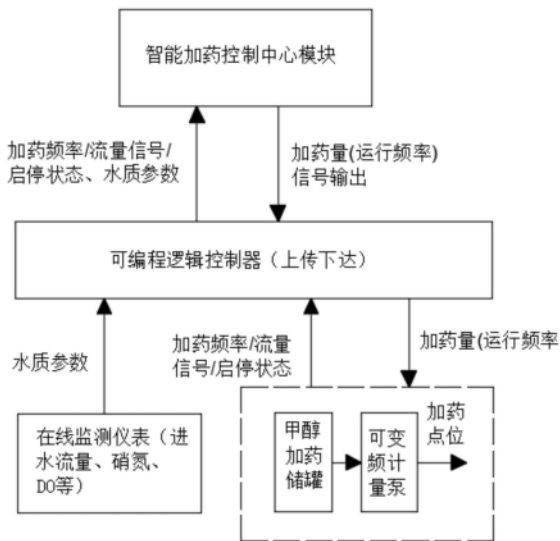 智能加药控制中心模块
加药频率/流量信号/
启停状态、水质参数
加药量(运行频率)
信号输出
可编程逻辑控制器（上传下达）
水质参数
加药频率/流量
信号/启停状态
加药量(运行频率
在线监测仪表（进
水流量、硝氮、
DO等）
甲醇
加药
储罐
可变
频计
量泵
加药
点位